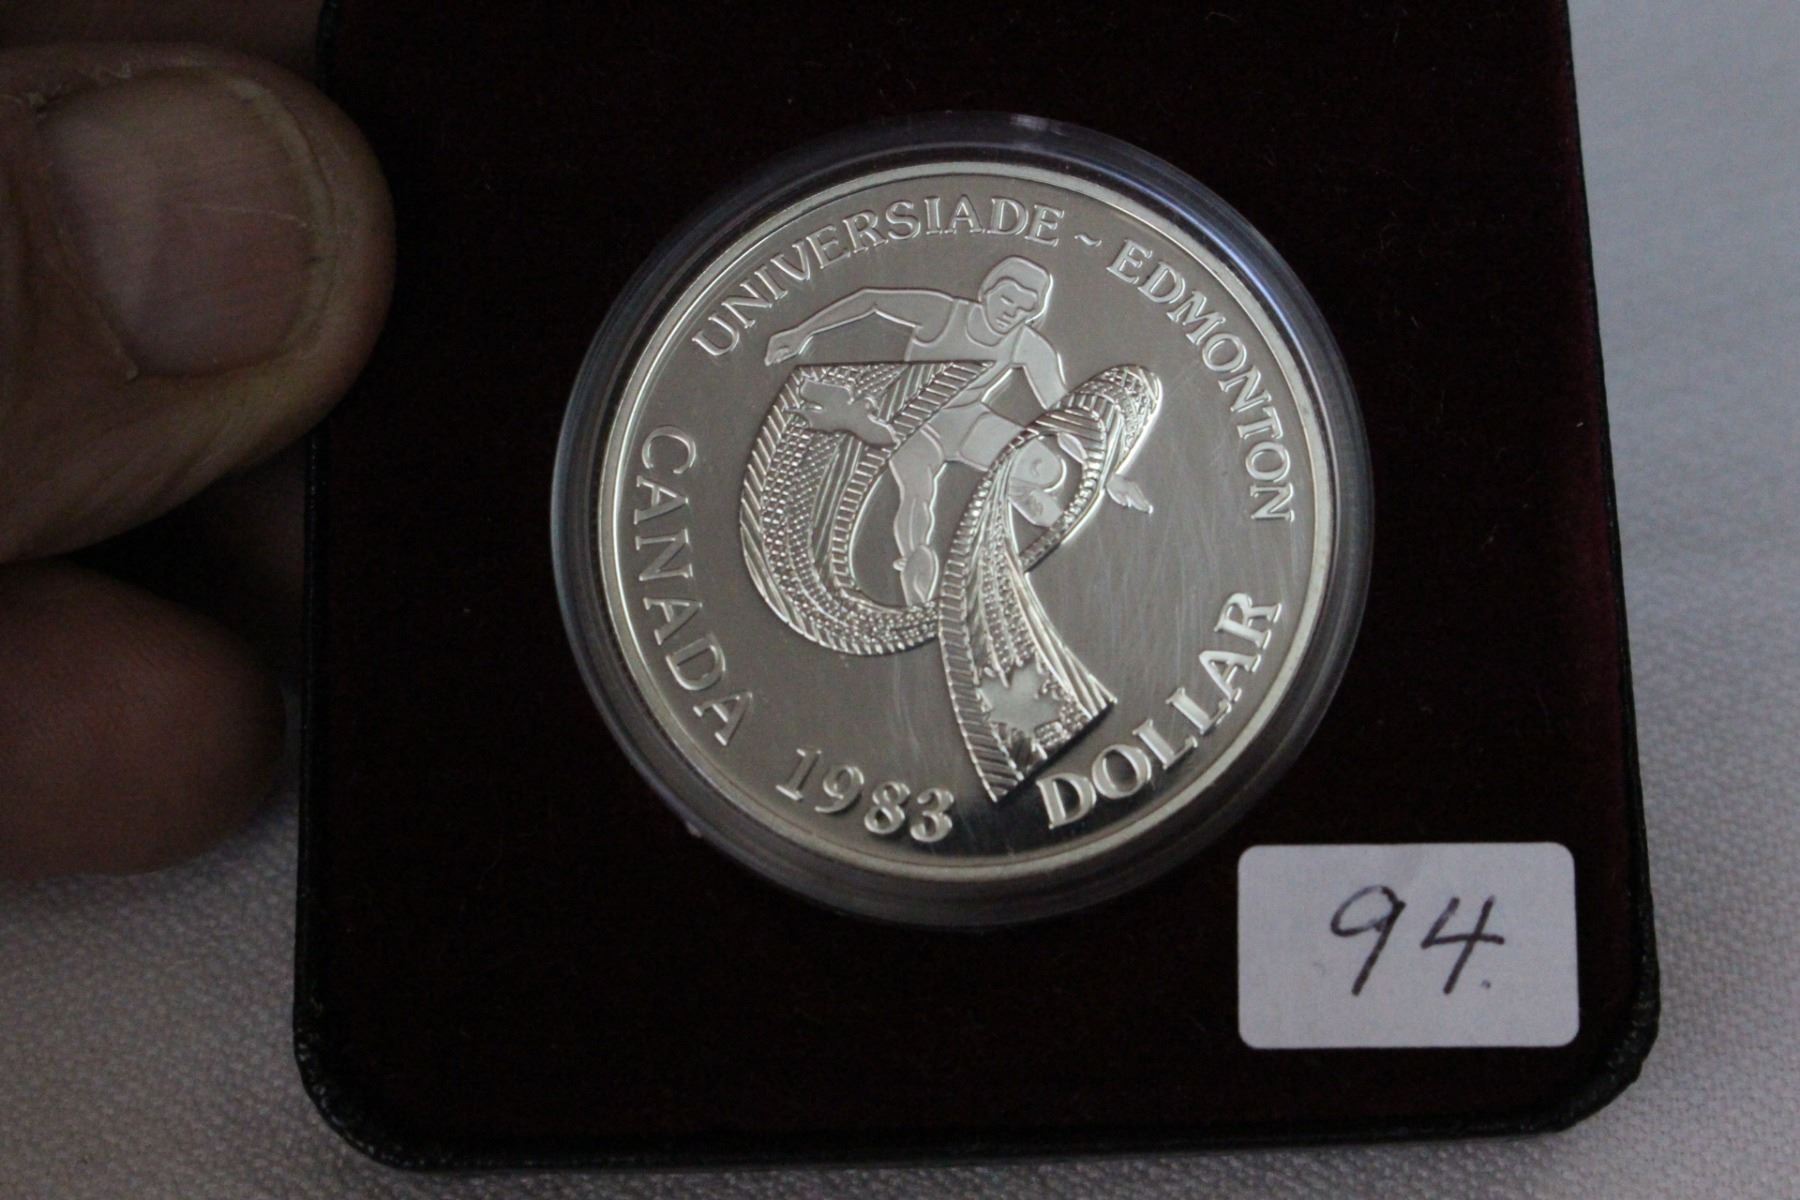 UNIVERSIADE ~ EDMONTON
CANADA 1983 DOLLAR
94.